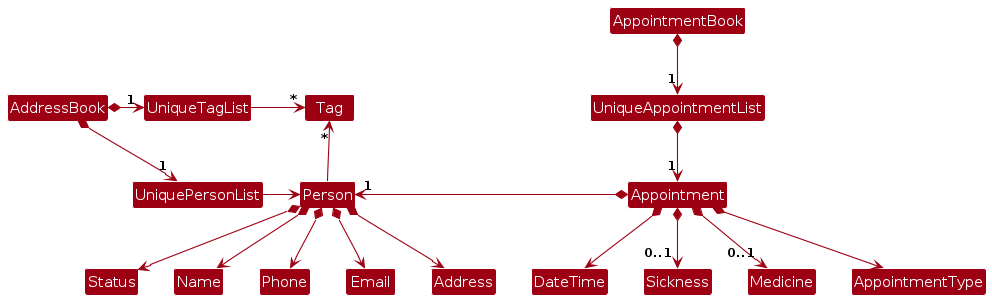 AppointmentBook
1
AddressBook
1
UniqueTagList
*
Tag
UniqueAppointmentList
*
1
1
UniquePersonList
Person
1
Appointment
0..1
0..1
Status
Name
Phone
Email
Address
DateTime
Sickness
Medicine
AppointmentType